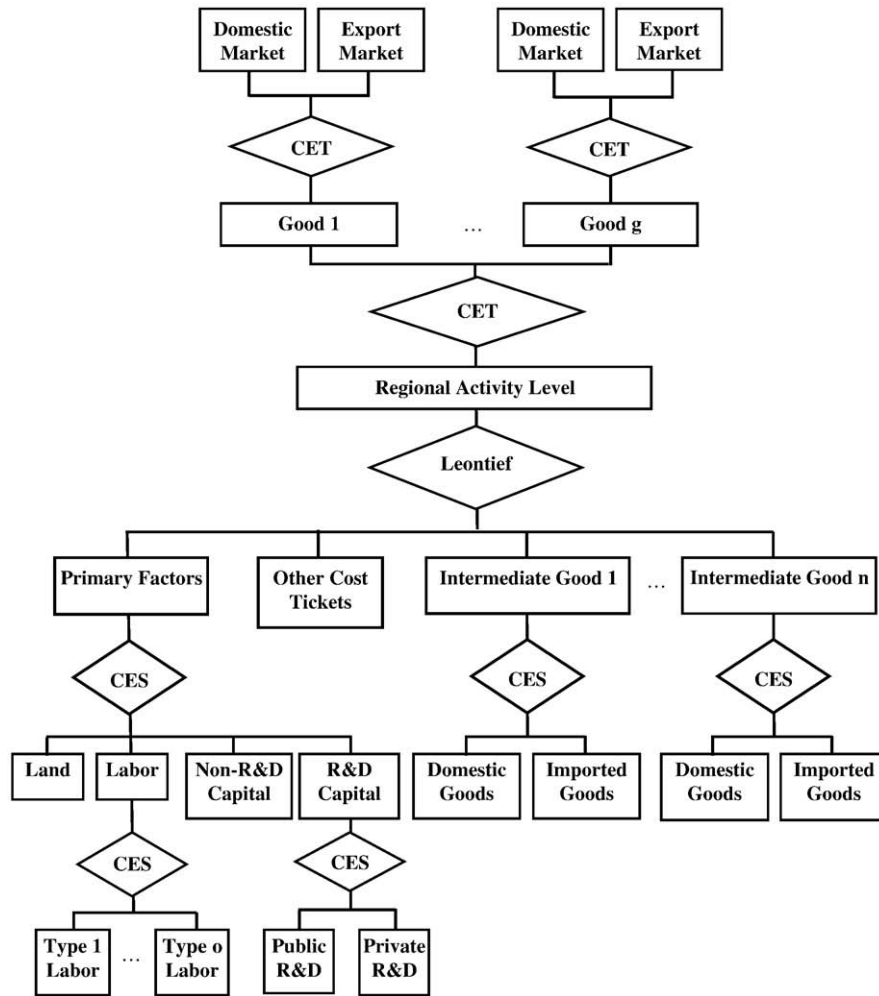 Domestic
Market
Export
Market
Domestic
Market
Export
Market
CET
CET
Good 1
...
Good g
CET
Regional Activity Level
Leontief
Primary Factors
Other Cost
Tickets
Intermediate Good 1
...
Intermediate Good n
CES
CES
CES
Land
Labor
Non-R&D
Capital
R&D
Capital
Domestic
Goods
Imported
Goods
Domestic
Goods
Imported
Goods
CES
CES
Type 1
Labor
...
Type o
Labor
Public
R&D
Private
R&D